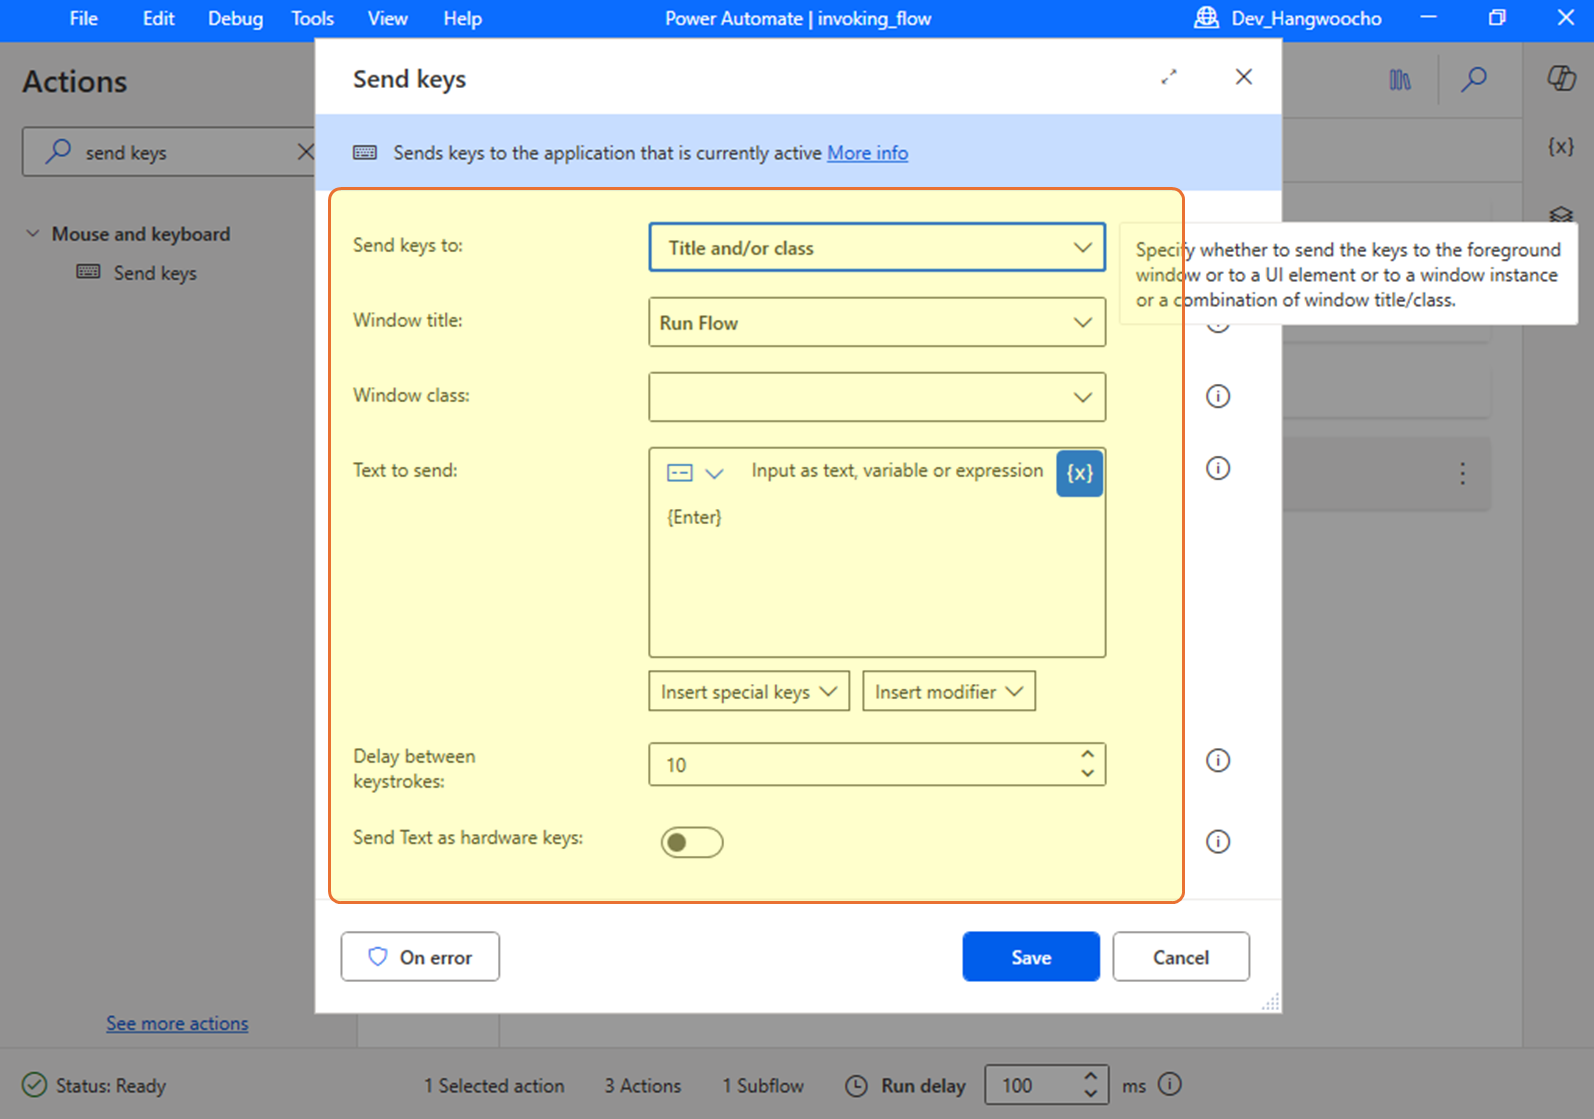 File Edit Debug Tools View Help Power Automate | invoking_flow Dev_Hangwoocho
Actions
send keys
Mouse and keyboard
Send keys
See more actions
Send keys
Sends keys to the application that is currently active More info
Send keys to: Title and/or class
Specify whether to send the keys to the foreground
window or to a UI element or to a window instance
or a combination of window title/class.
Window title: Run Flow
Window class:
Text to send: Input as text, variable or expression {x}
{Enter}
Insert special keys Insert modifier
Delay between
keystrokes: 10
Send Text as hardware keys:
On error Save Cancel
{x}
Status: Ready 1 Selected action 3 Actions 1 Subflow Run delay 100 ms